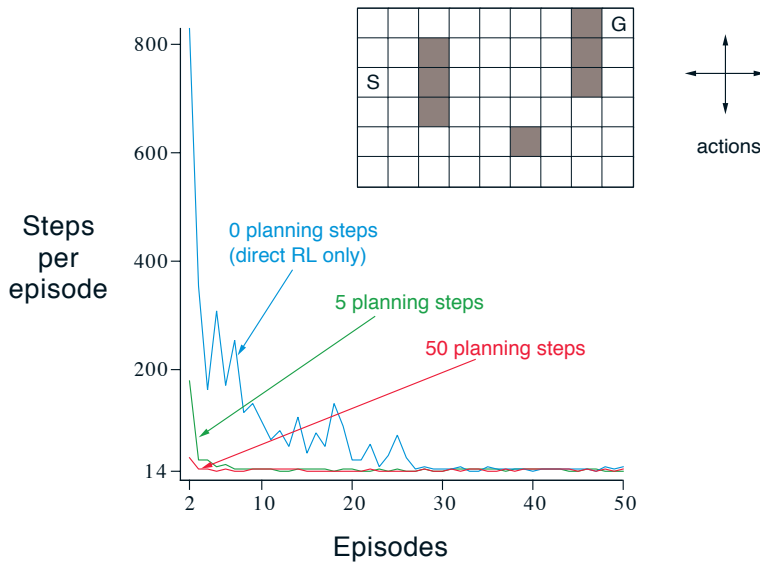 800
600
400
200
14
Steps
per
episode
G
S
actions
0 planning steps
(direct RL only)
5 planning steps
50 planning steps
2
10
20
30
40
50
Episodes